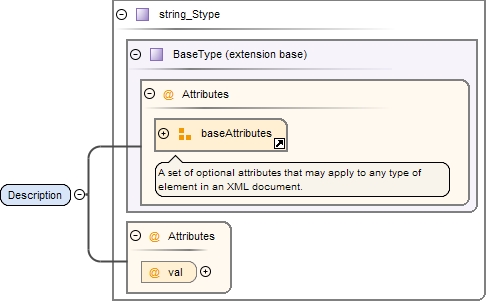 string_Stype
BaseType (extension base)
@ Attributes
baseAttributes
A set of optional attributes that may apply to any type of
element in an XML document.
Description
@ Attributes
@ val